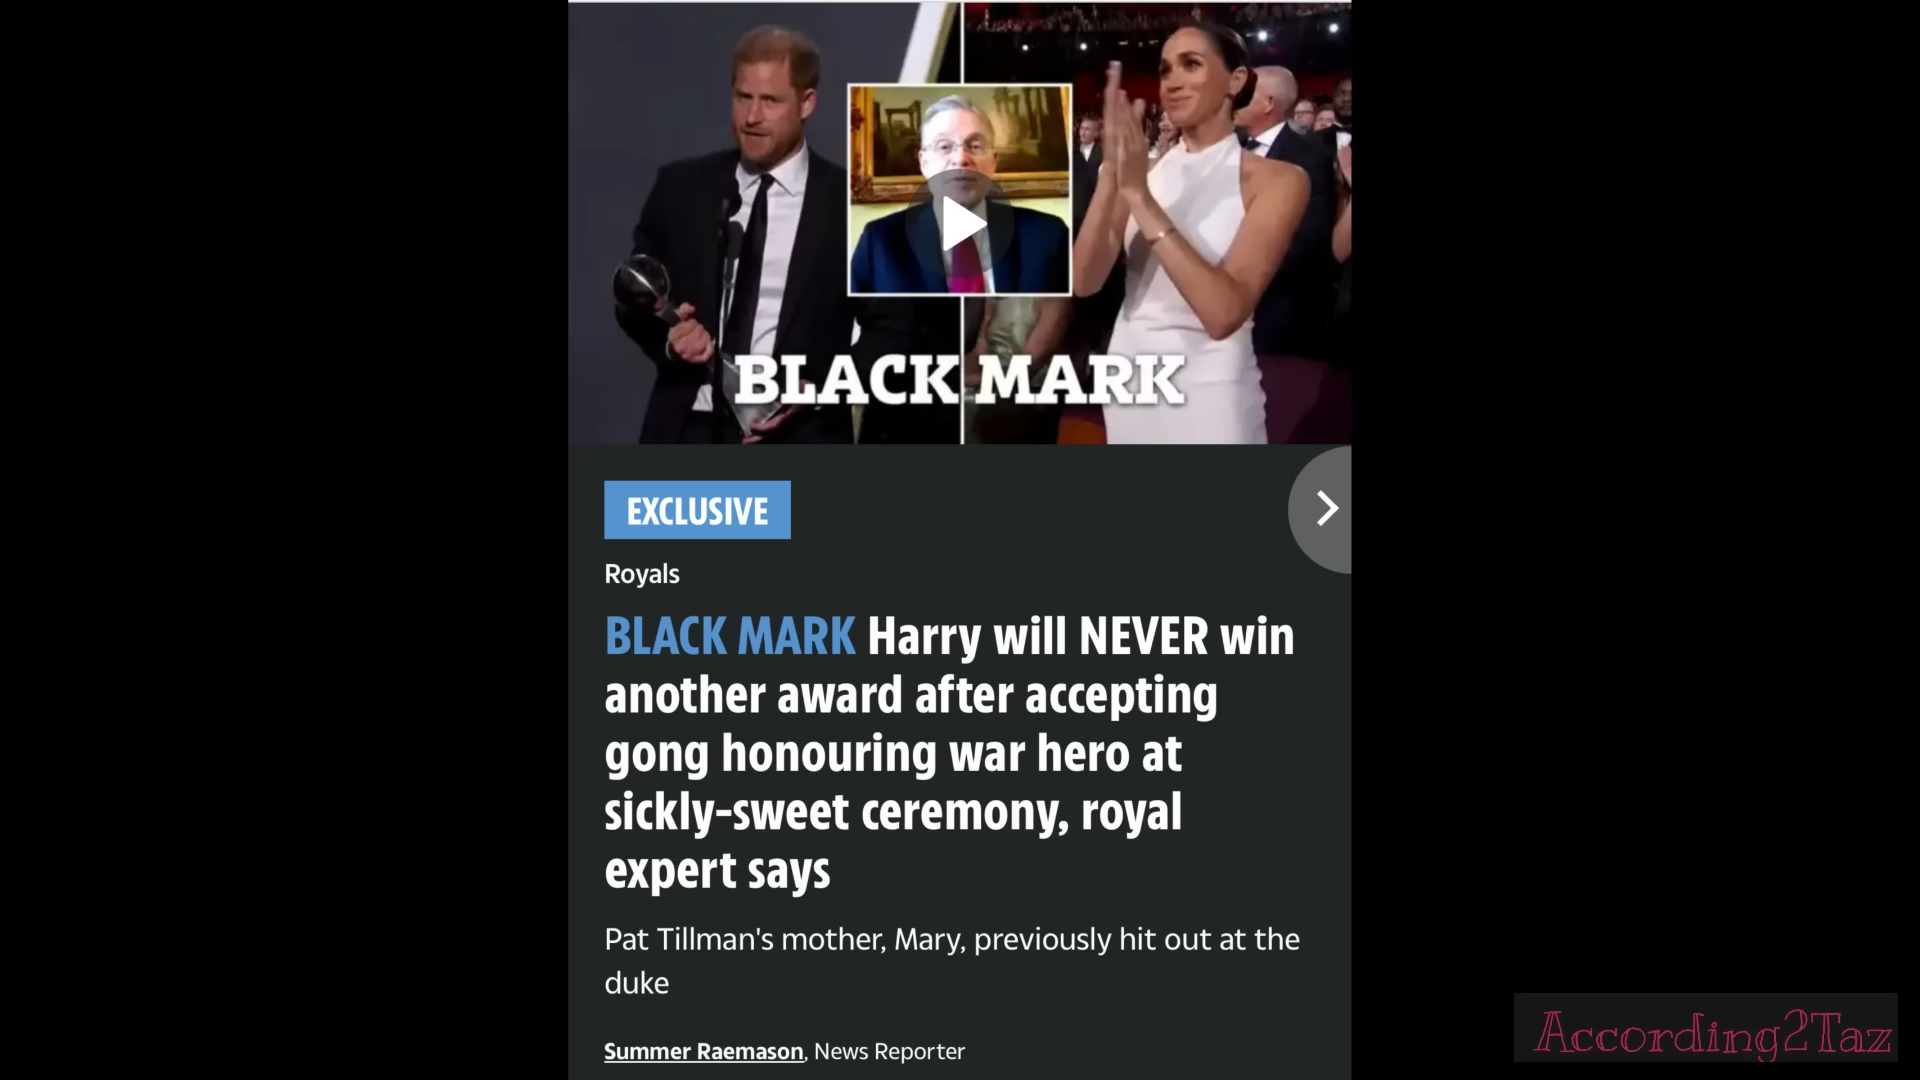 BLACK MARK
EXCLUSIVE
Royals
BLACK MARK Harry will NEVER win
another award after accepting
gong honouring war hero at
sickly-sweet ceremony, royal
expert says
Pat Tillman's mother, Mary, previously hit out at the
duke
Summer Raemason, News Reporter
According2Taz